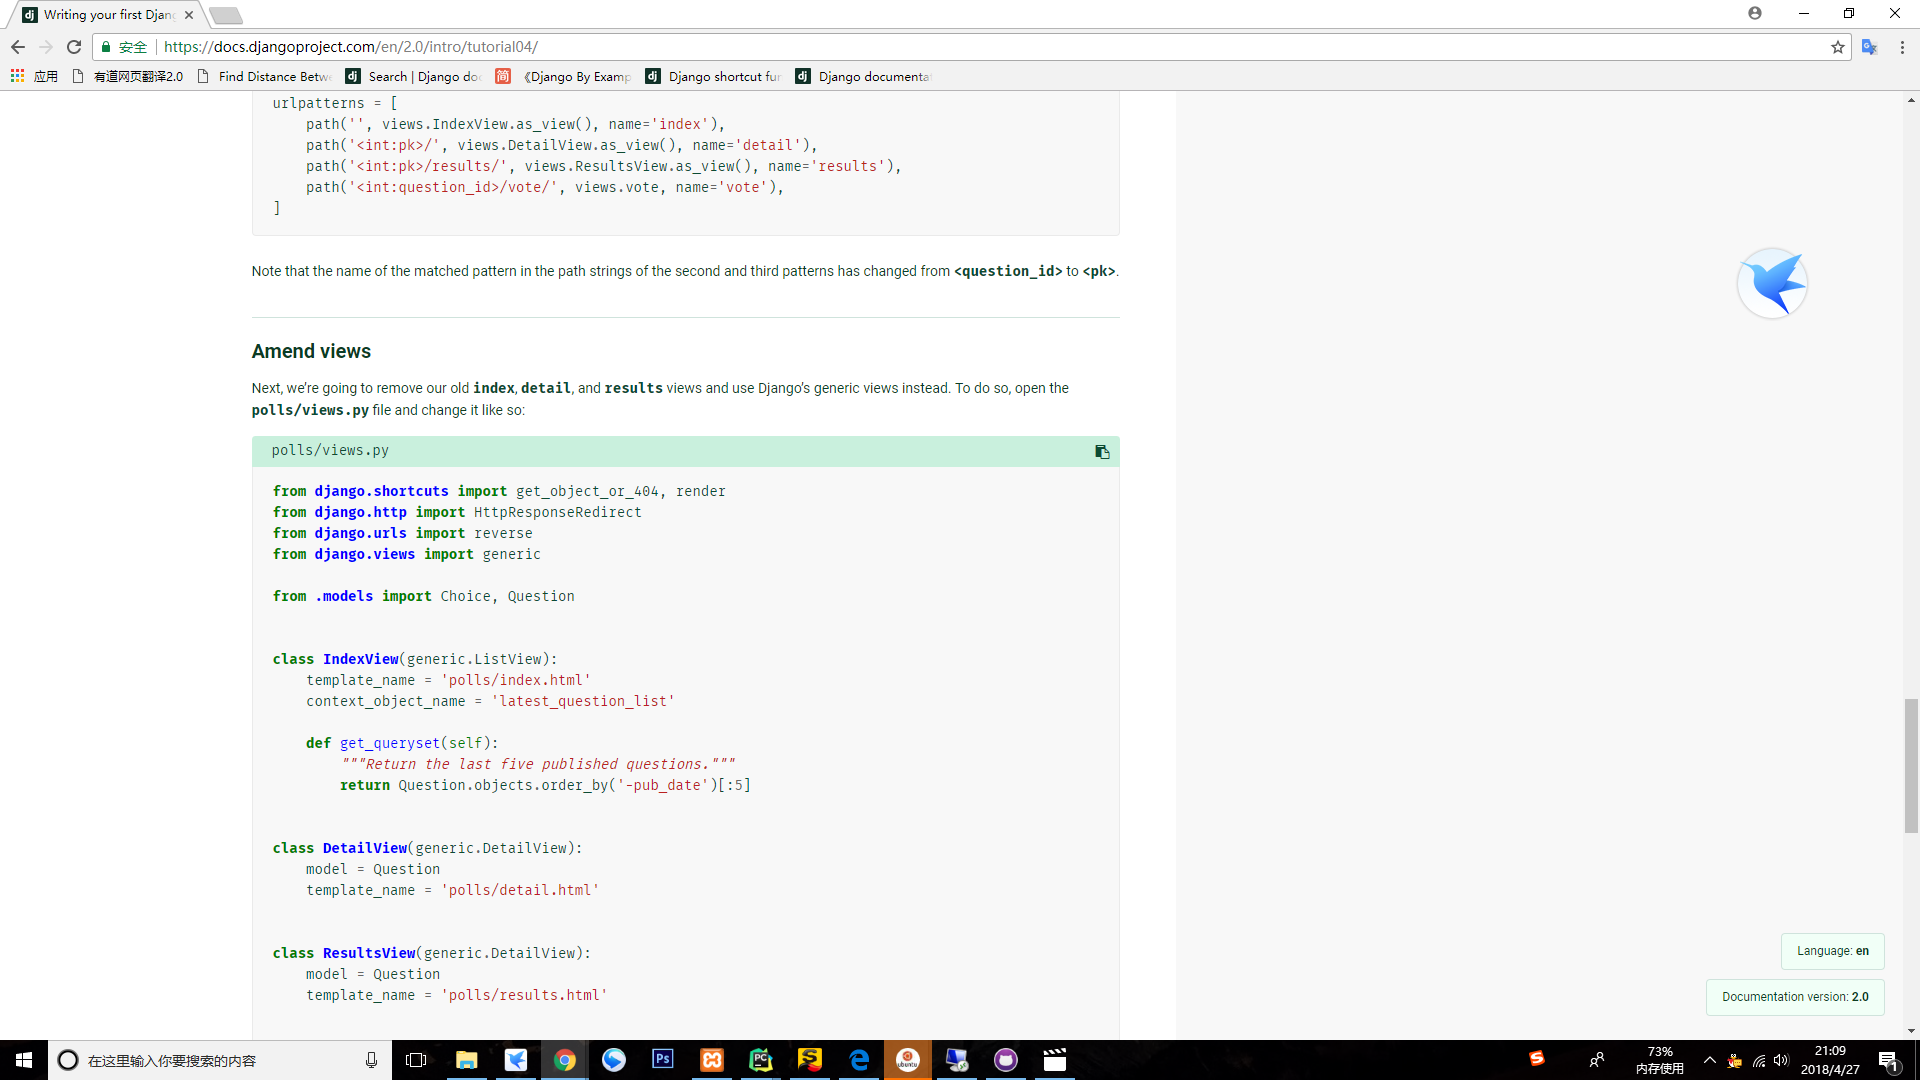 Writing your first Djan
安全
https://docs.djangoproject.com/en/2.0/intro/tutorial04/
应用
有道网页翻译2.0
Find Distance Betw
Search | Django do
简
《Django By Examp
Django shortcut fun
Django documenta
urlpatterns = [
    path('', views.IndexView.as_view(), name='index'),
    path('<int:pk>/', views.DetailView.as_view(), name='detail'),
    path('<int:pk>/results/', views.ResultsView.as_view(), name='results'),
    path('<int:question_id>/vote/', views.vote, name='vote'),
]
Note that the name of the matched pattern in the path strings of the second and third patterns has changed from <question_id> to <pk>.
Amend views
Next, we’re going to remove our old index, detail, and results views and use Django’s generic views instead. To do so, open the
polls/views.py file and change it like so:
polls/views.py
from django.shortcuts import get_object_or_404, render
from django.http import HttpResponseRedirect
from django.urls import reverse
from django.views import generic
from .models import Choice, Question
class IndexView(generic.ListView):
    template_name = 'polls/index.html'
    context_object_name = 'latest_question_list'
    def get_queryset(self):
        """Return the last five published questions."""
        return Question.objects.order_by('-pub_date')[:5]
class DetailView(generic.DetailView):
    model = Question
    template_name = 'polls/detail.html'
class ResultsView(generic.DetailView):
    model = Question
    template_name = 'polls/results.html'
Language: en
Documentation version: 2.0
在这里输入你要搜索的内容
Ps
PC
ubuntu
73%
内存使用
21:09
2018/4/27
1